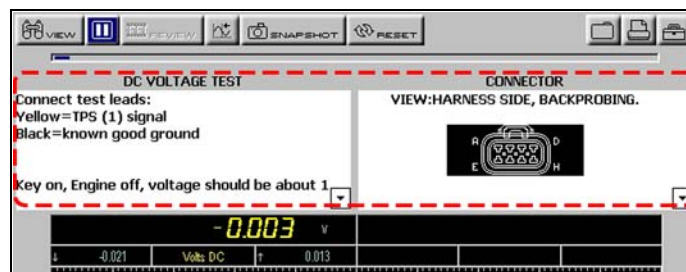 VIEW REVIEW SNAPSHOT RESET
DC VOLTAGE TEST
Connect test leads:
Yellow=TPS (1) signal
Black=known good ground
Key on, Engine off, voltage should be about 1
CONNECTOR
VIEW:HARNESS SIDE, BACKPROBING.
A D
E H
-0.003 V
↓ -0.021 Volts DC ↑ 0.013